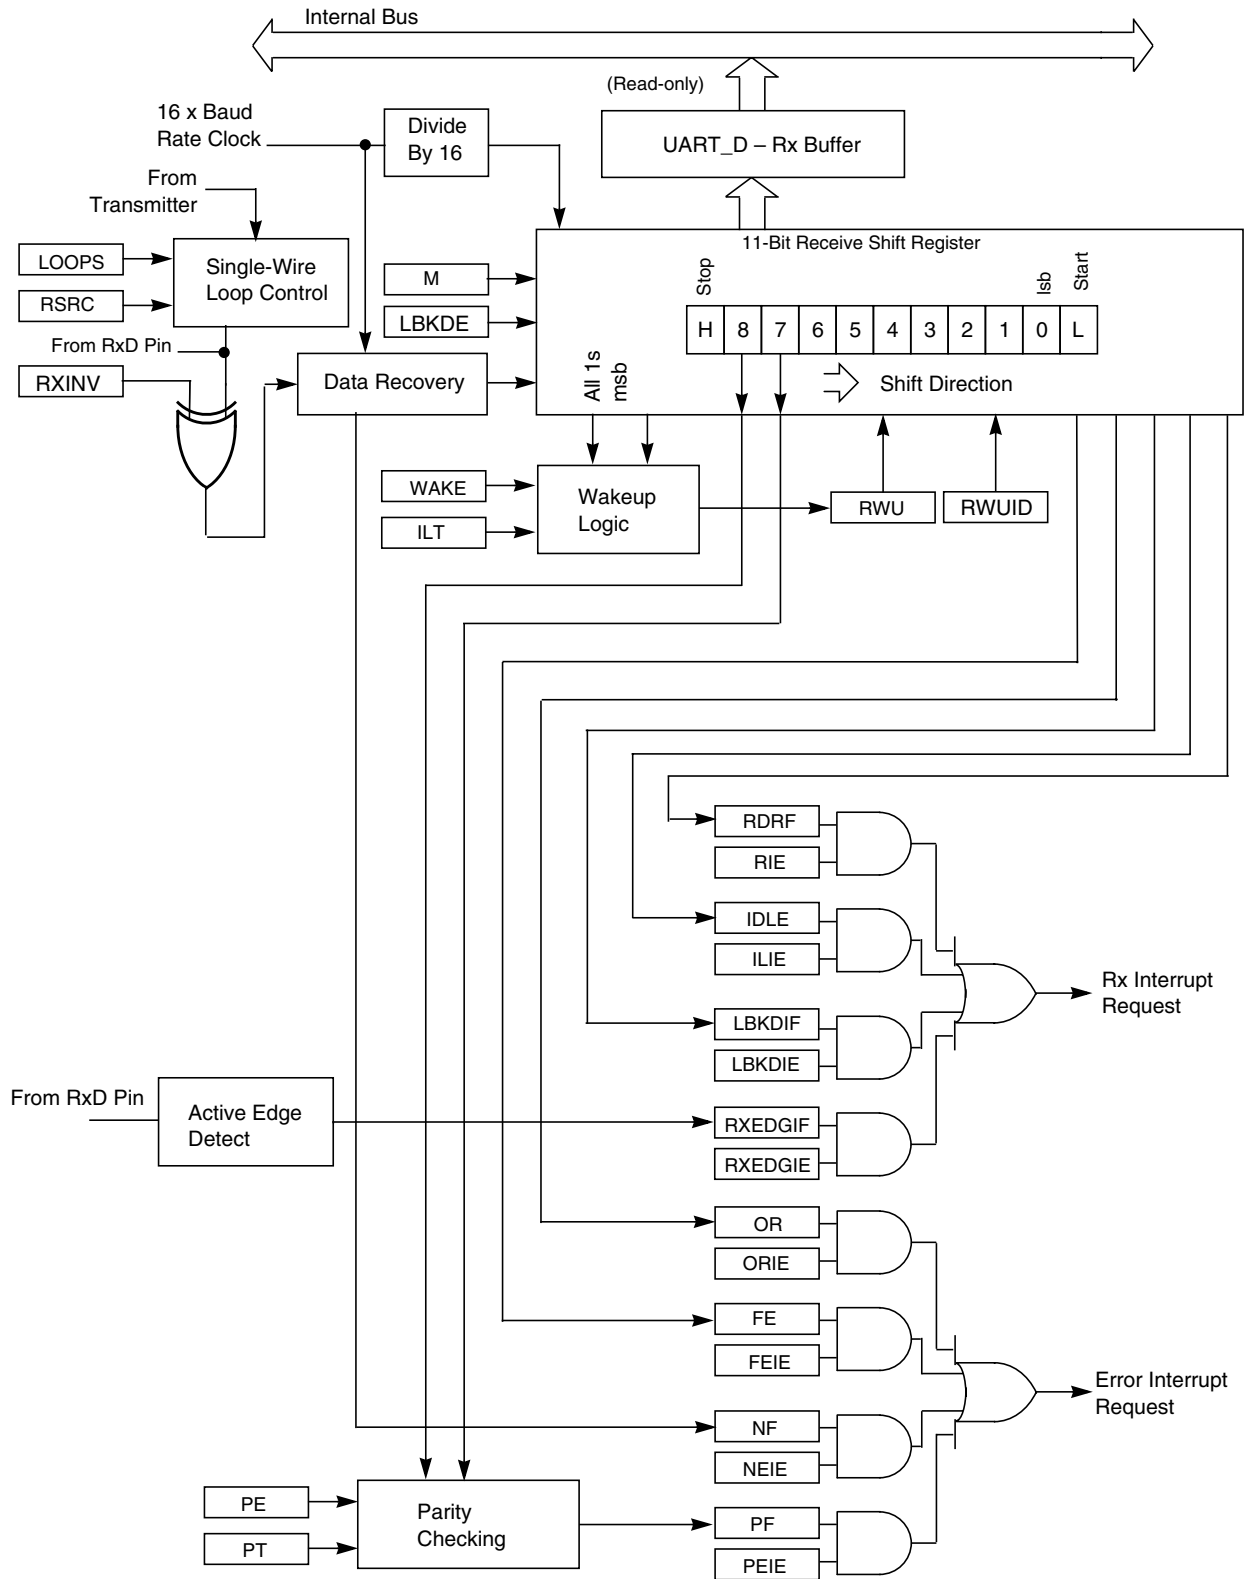 Internal Bus
(Read-only)
16 x Baud
Rate Clock
Divide
By 16
UART_D – Rx Buffer
From
Transmitter
11-Bit Receive Shift Register
LOOPS
RSRC
Single-Wire
Loop Control
M
LBKDE
Stop
lsb
Start
H 8 7 6 5 4 3 2 1 0 L
From RxD Pin
RXINV
Data Recovery
All 1s
msb
Shift Direction
WAKE
ILT
Wakeup
Logic
RWU
RWUID
RDRF
RIE
IDLE
ILIE
Rx Interrupt
Request
LBKDIF
LBKDIE
From RxD Pin
Active Edge
Detect
RXEDGIF
RXEDGIE
OR
ORIE
FE
FEIE
Error Interrupt
Request
NF
NEIE
PE
PT
Parity
Checking
PF
PEIE